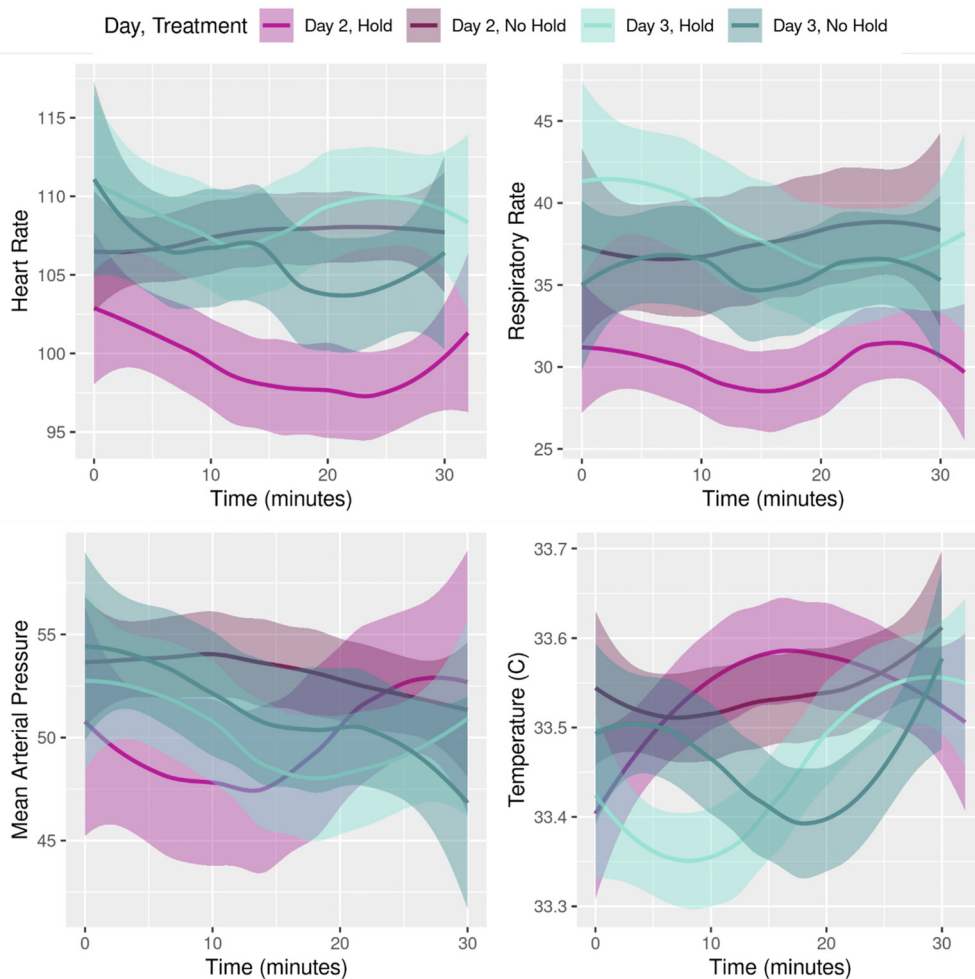 Day, Treatment Day 2, Hold Day 2, No Hold Day 3, Hold Day 3, No Hold
115
110
105
100
95
Heart Rate
0 10 20 30
Time (minutes)
45
40
35
30
25
Respiratory Rate
0 10 20 30
Time (minutes)
55
50
45
Mean Arterial Pressure
0 10 20 30
Time (minutes)
33.7
33.6
33.5
33.4
33.3
Temperature (C)
0 10 20 30
Time (minutes)